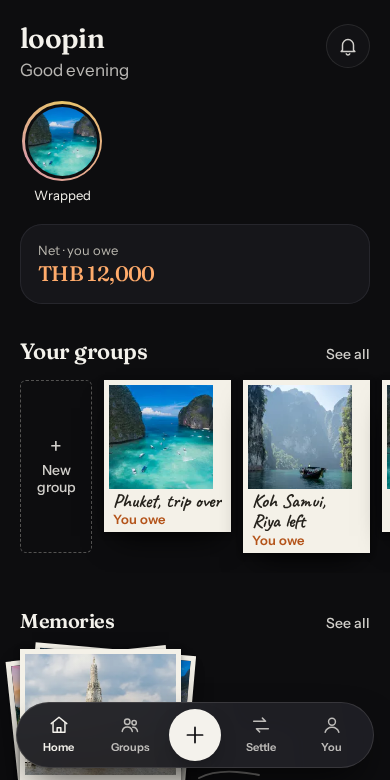 loopin
Good evening
Wrapped
Net · you owe
THB 12,000
Your groups
See all
+
New
group
Phuket, trip over
You owe
Koh Samui,
Riya left
You owe
Memories
See all
Home
Groups
+
Settle
You